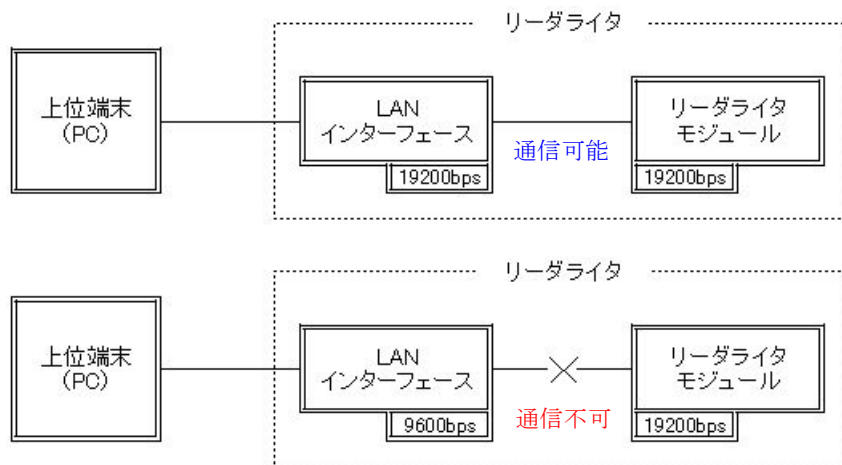 リーダライタ
上位端末
(PC)
LAN
インターフェース
19200bps
通信可能
リーダライタ
モジュール
19200bps
リーダライタ
上位端末
(PC)
LAN
インターフェース
9600bps
通信不可
リーダライタ
モジュール
19200bps